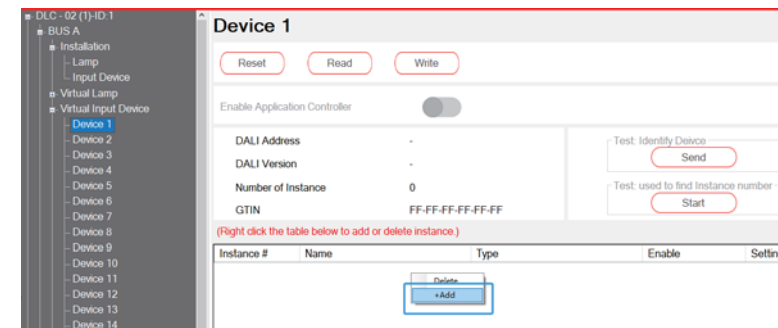 DLC - 02 (1)-ID:1
BUS A
Installation
Lamp
Input Device
Virtual Lamp
Virtual Input Device
Device 1
Device 2
Device 3
Device 4
Device 5
Device 6
Device 7
Device 8
Device 9
Device 10
Device 11
Device 12
Device 13
Device 14
Device 1
Reset Read Write
Enable Application Controller
DALI Address -
DALI Version -
Number of Instance 0
GTIN FF-FF-FF-FF-FF-FF
Test: Identify Deivce
Send
Test: used to find Instance number
Start
(Right click the table below to add or delete instance.)
Instance # Name Type Enable Settin
Delete
+Add